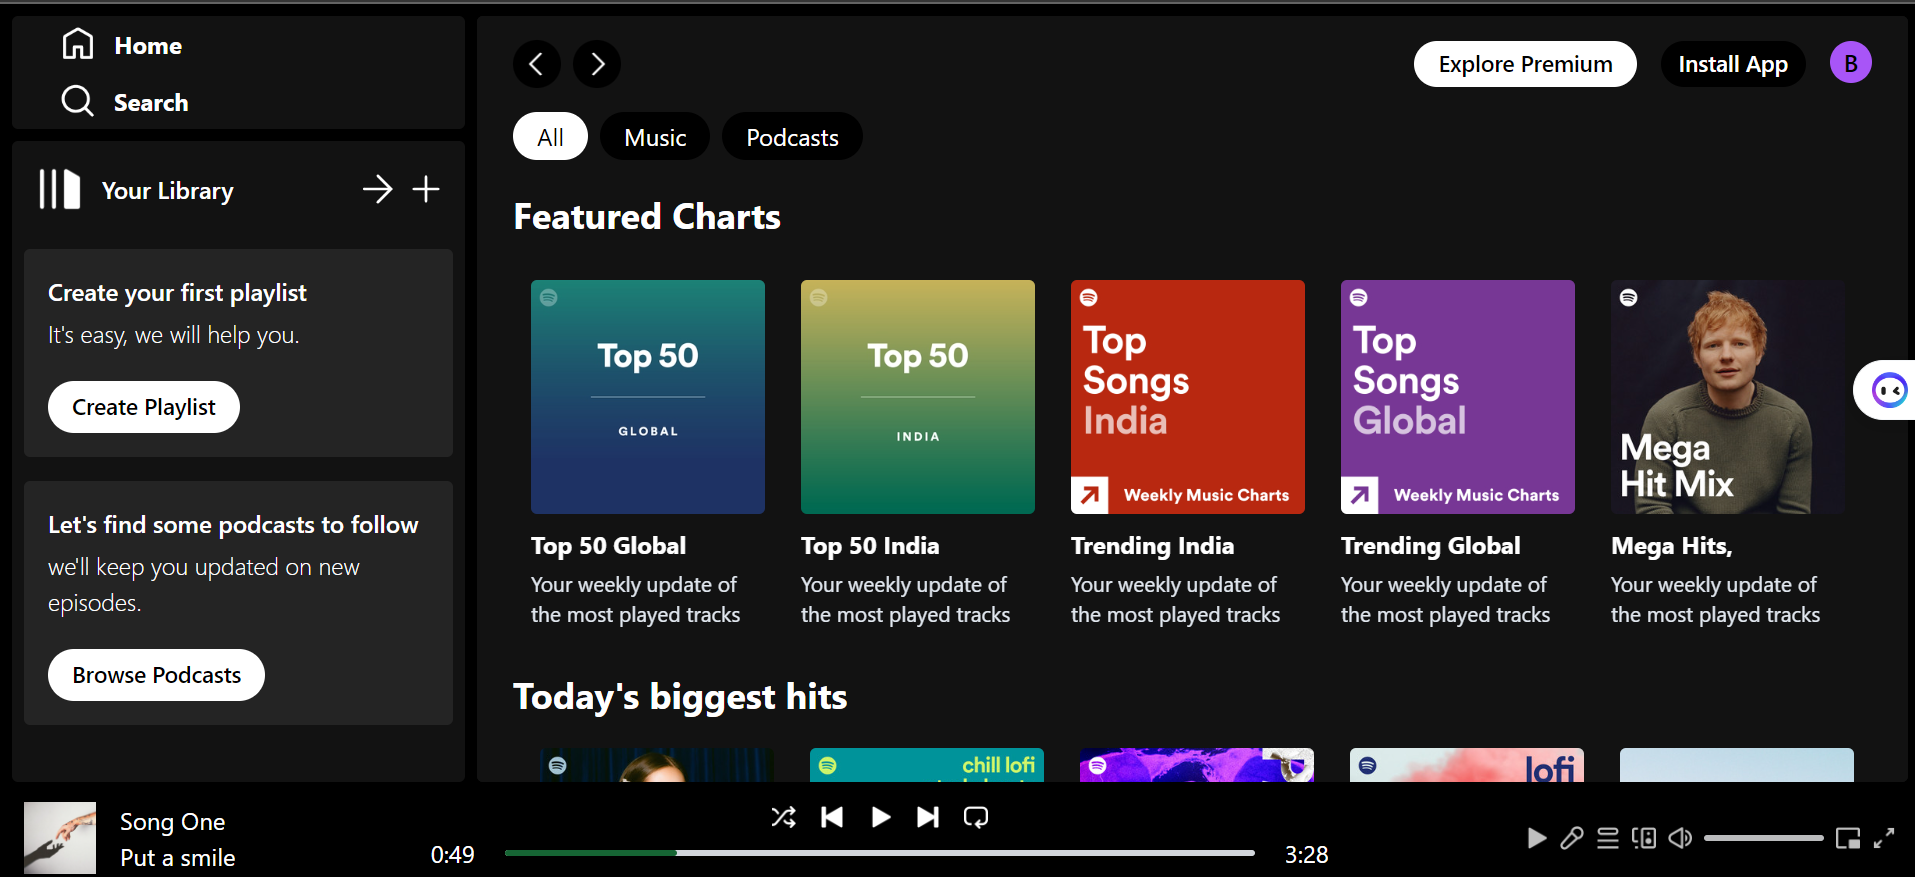 Home
Search
Your Library
Create your first playlist
It's easy, we will help you.
Create Playlist
Let's find some podcasts to follow
we'll keep you updated on new
episodes.
Browse Podcasts
Explore Premium
Install App
B
All
Music
Podcasts
Featured Charts
Top 50
GLOBAL
Top 50 Global
Your weekly update of
the most played tracks
Top 50
INDIA
Top 50 India
Your weekly update of
the most played tracks
Top
Songs
India
Weekly Music Charts
Trending India
Your weekly update of
the most played tracks
Top
Songs
Global
Weekly Music Charts
Trending Global
Your weekly update of
the most played tracks
Mega
Hit Mix
Mega Hits,
Your weekly update of
the most played tracks
Today's biggest hits
chill lofi
lofi
Song One
Put a smile
0:49
3:28